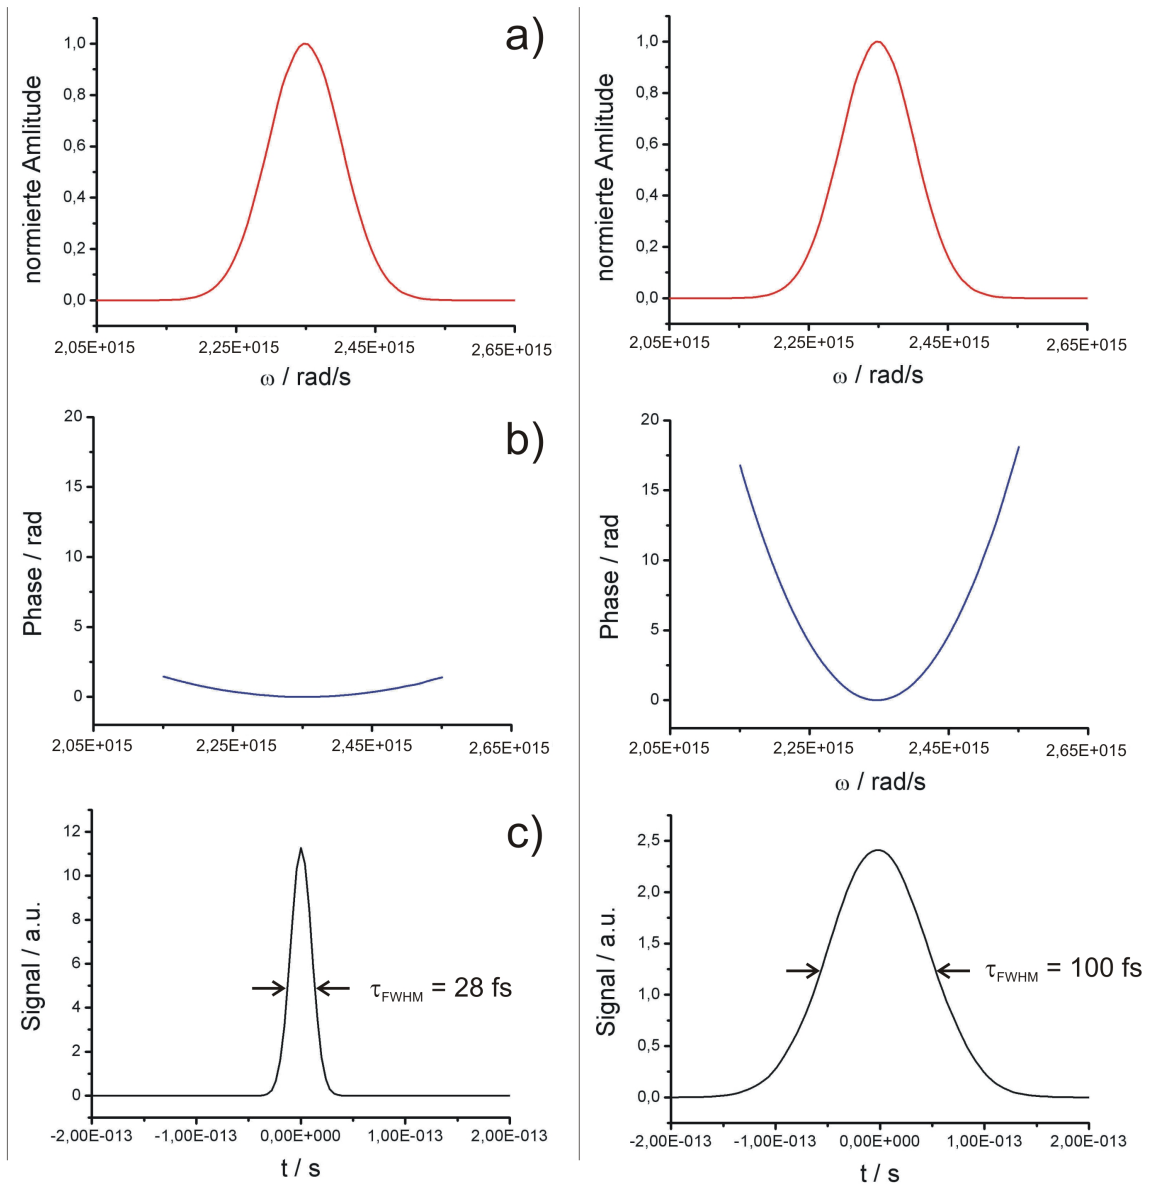 a)
normierte Amlitude
1,0
0,8
0,6
0,4
0,2
0,0
2,05E+015 2,25E+015 2,45E+015 2,65E+015
ω / rad/s
normierte Amlitude
1,0
0,8
0,6
0,4
0,2
0,0
2,05E+015 2,25E+015 2,45E+015 2,65E+015
ω / rad/s
b)
Phase / rad
20
15
10
5
0
2,05E+015 2,25E+015 2,45E+015 2,65E+015
Phase / rad
20
15
10
5
0
2,05E+015 2,25E+015 2,45E+015 2,65E+015
ω / rad/s
c)
Signal / a.u.
12
10
8
6
4
2
0
τFWHM = 28 fs
-2,00E-013 -1,00E-013 0,00E+000 1,00E-013 2,00E-013
t / s
Signal / a.u.
2,5
2,0
1,5
1,0
0,5
0,0
τFWHM = 100 fs
-2,00E-013 -1,00E-013 0,00E+000 1,00E-013 2,00E-013
t / s